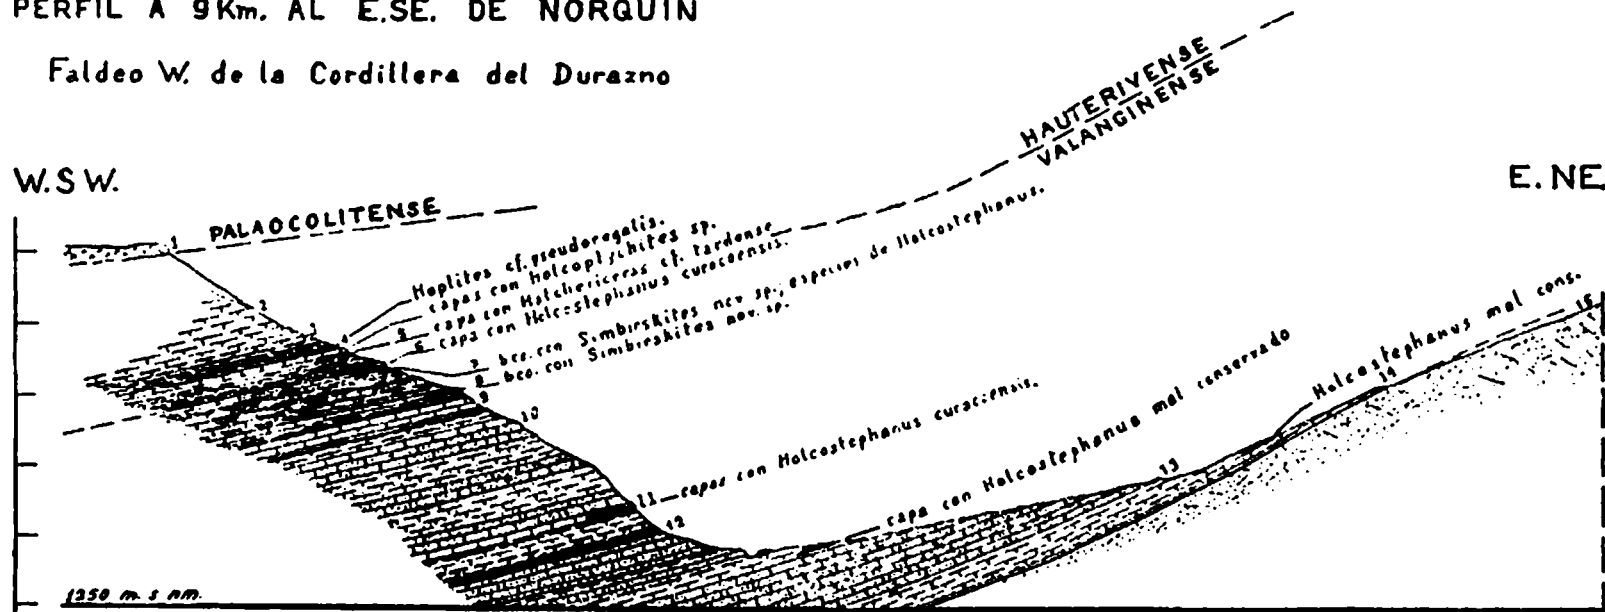 PERFIL A 9Km. AL E.SE. DE NORQUIN
Faldeo W. de la Cordillera del Durazno
HAUTERIVENSE
VALANGINENSE
W.SW.
E.NE
PALAOCOLITENSE
1
Hoplites cf. pseudoregalis.
capas con Holcoptychites sp.
capa con Hatchericeras cf. tardense
capa con Holcostephanus curacoensis.
bco. con Simbirskites nov sp.; especies de Holcostephanus.
bco. con Simbirskites nov. sp.
2
3
4
5
6
7
8
9
10
11 capas con Holcostephanus curacoensis.
12
capa con Holcostephanus mal conservado
13
Holcostephanus mal cons.
14
15
1250 m. s nm.